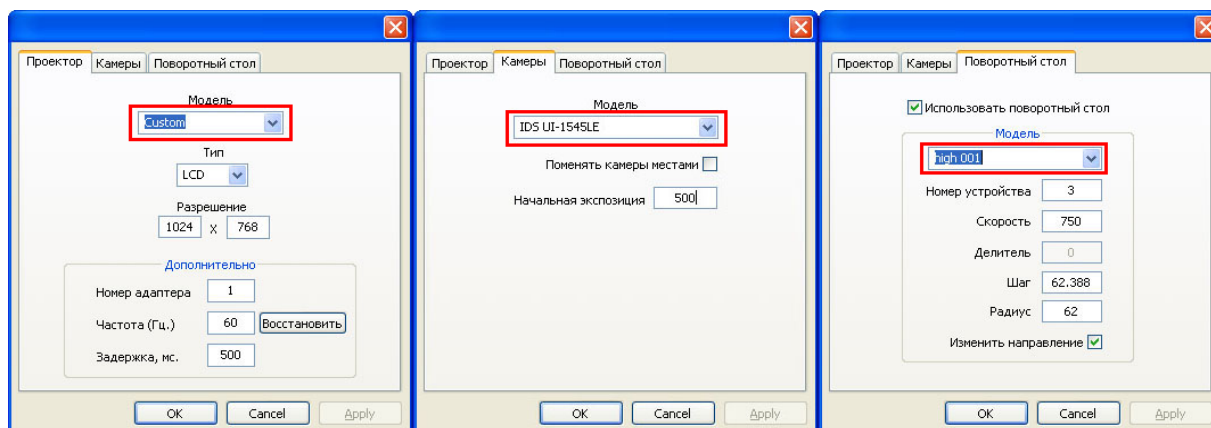 Проектор Камеры Поворотный стол
Модель
Custom
Тип
LCD
Разрешение
1024 x 768
Дополнительно
Номер адаптера 1
Частота (Гц.) 60 Восстановить
Задержка, мс. 500
OK Cancel Apply
Проектор Камеры Поворотный стол
Модель
IDS UI-1545LE
Поменять камеры местами
Начальная экспозиция 500
OK Cancel Apply
Проектор Камеры Поворотный стол
Использовать поворотный стол
Модель
high 001
Номер устройства 3
Скорость 750
Делитель 0
Шаг 62.388
Радиус 62
Изменить направление
OK Cancel Apply